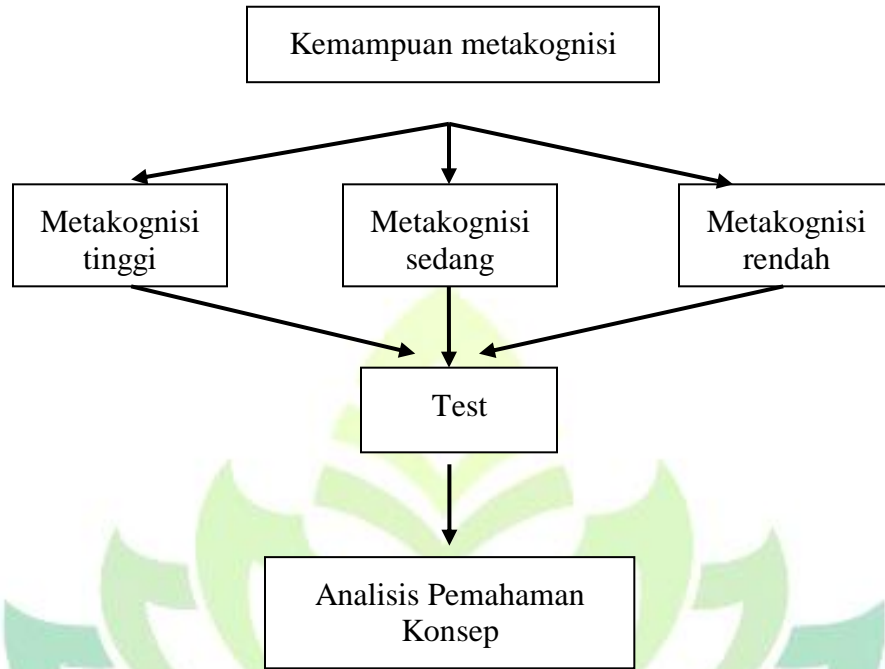 Kemampuan metakognisi
Metakognisi
tinggi
Metakognisi
sedang
Metakognisi
rendah
Test
Analisis Pemahaman
Konsep